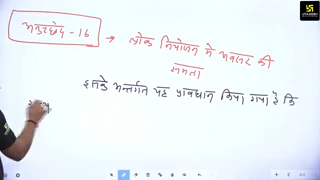 अनुच्छेद - 16 → लोक नियोजन में अवसर की
समता
इसके अन्तर्गत यह प्रावधान किया गया है कि